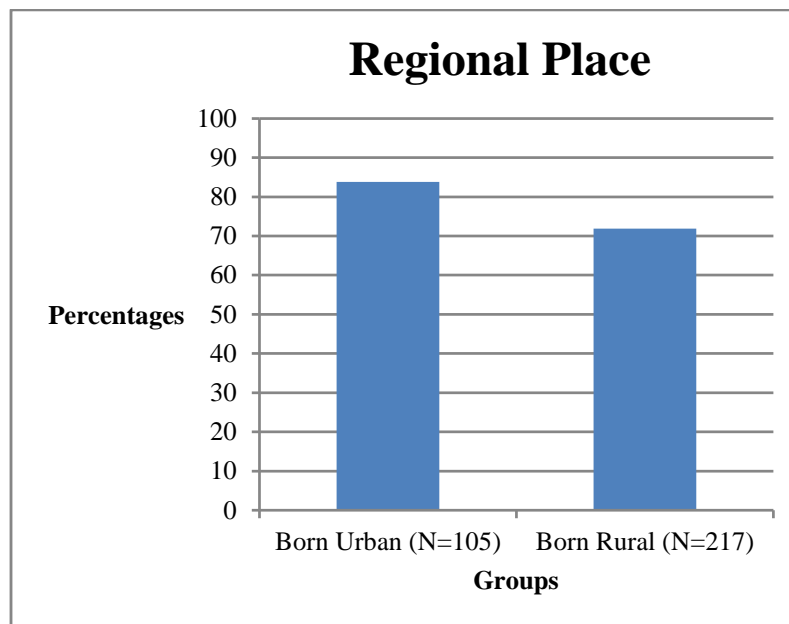 Regional Place
100
90
80
70
60
50
40
30
20
10
0
Percentages
Born Urban (N=105)
Born Rural (N=217)
Groups